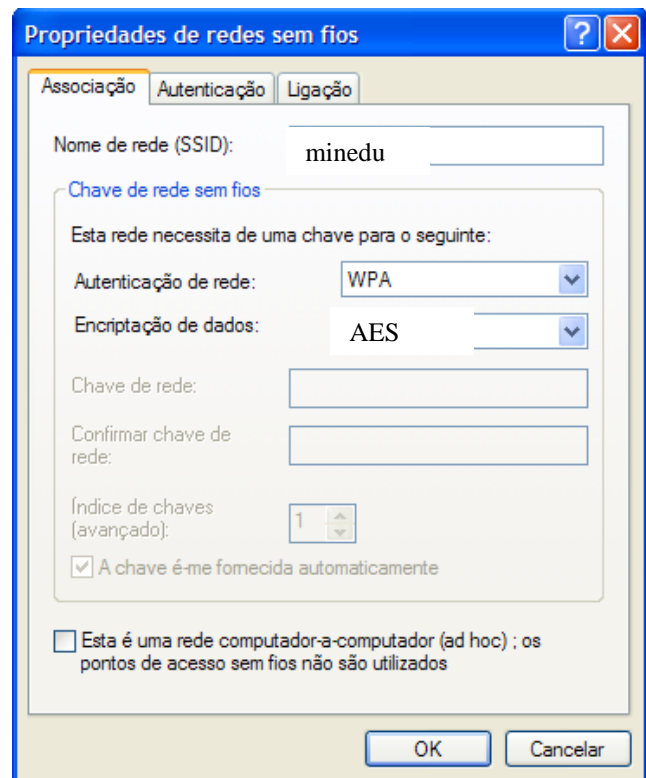 Propriedades de redes sem fios
Associação Autenticação Ligação
Nome de rede (SSID): minedu
Chave de rede sem fios
Esta rede necessita de uma chave para o seguinte:
Autenticação de rede: WPA
Encriptação de dados: AES
Chave de rede:
Confirmar chave de
rede:
Índice de chaves
(avançado): 1
A chave é-me fornecida automaticamente
Esta é uma rede computador-a-computador (ad hoc) ; os
pontos de acesso sem fios não são utilizados
OK Cancelar